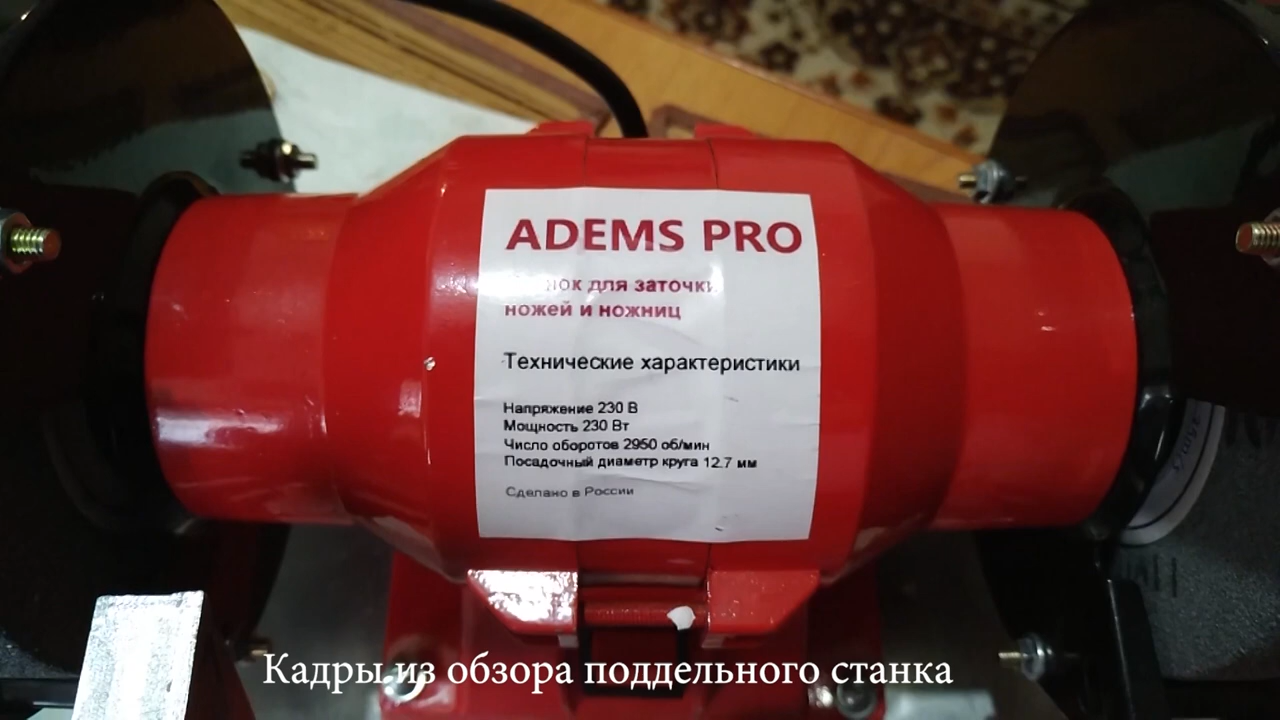 ADEMS PRO
для заточки
ножей и ножниц
Технические характеристики
Напряжение 230 В
Мощность 230 Вт
Число оборотов 2950 об/мин
Посадочный диаметр круга 12.7 мм
Сделано в России
Кадры из обзора поддельного станка